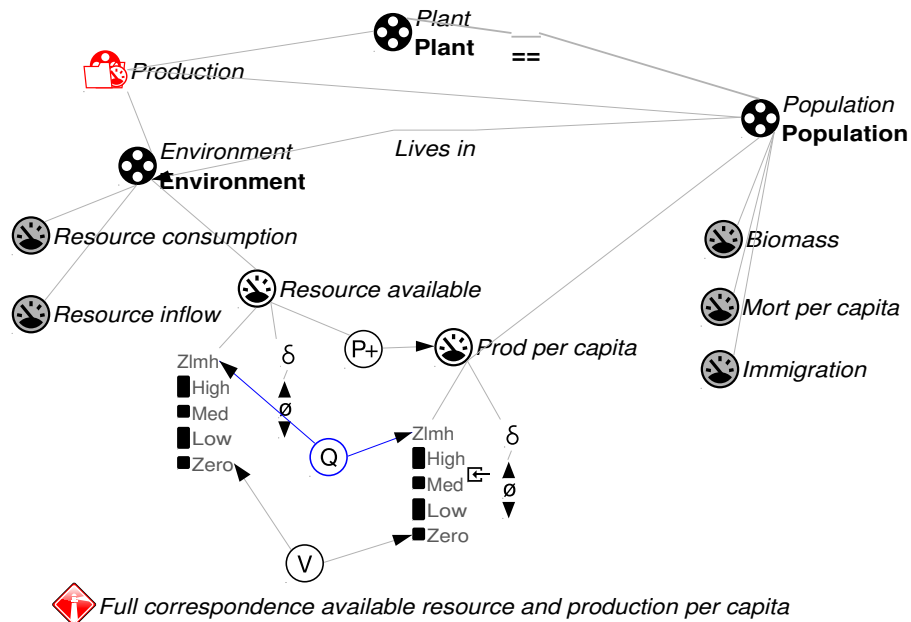 Plant
Plant
==
Production
Population
Population
Lives in
Environment
Environment
Resource consumption
Biomass
Resource available
Resource inflow
Mort per capita
P+
Prod per capita
δ
Zlmh
Immigration
High
ø
Med
Low
Zero
Q
Zlmh
δ
High
Med
ø
Low
Zero
V
Full correspondence available resource and production per capita